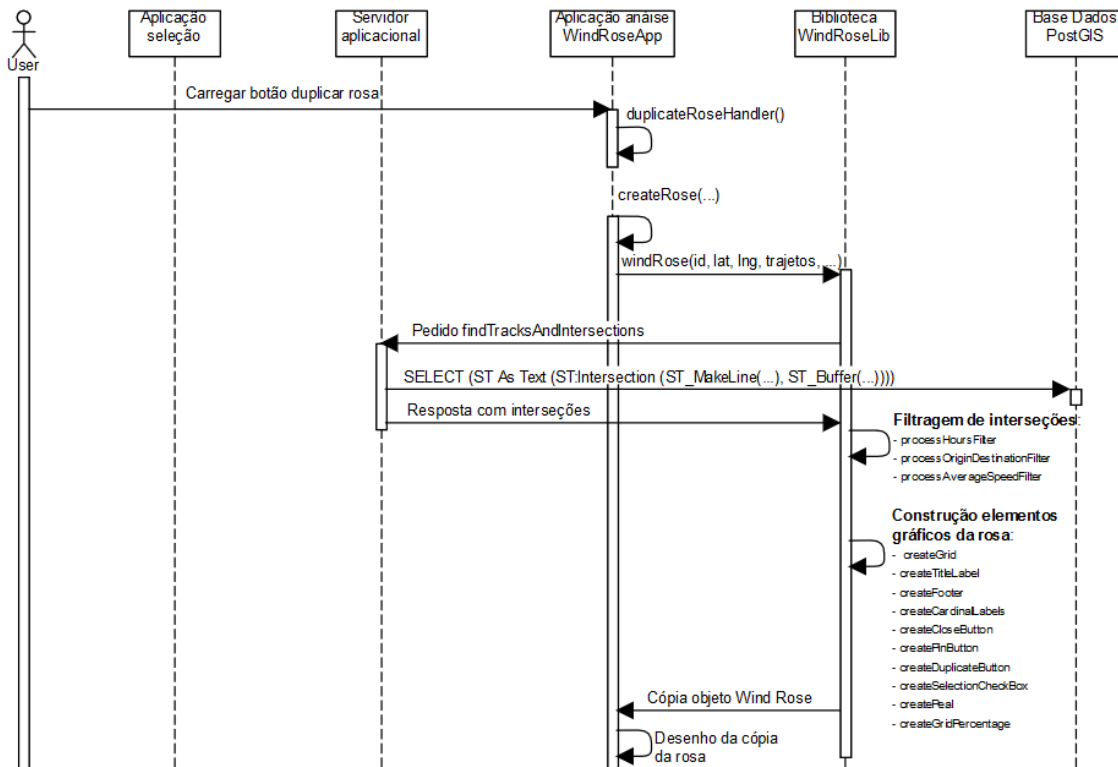 Aplicação
seleção
Servidor
aplicacional
Aplicação anáise
WindRoseApp
Biblioteca
WindRoseLib
Base Dados
PostGIS
User
Carregar botão duplicar rosa
duplicateRoseHandler()
createRose(...)
windRose(id, lat, lng, trajetos, ...)
Pedido findTracksAndIntersections
SELECT (ST As Text (ST:Intersection (ST_MakeLine(...), ST_Buffer(...))))
Resposta com interseções
Filtragem de interseções:
- processHoursFilter
- processOriginDestinationFilter
- processAverageSpeedFilter
Construção elementos
gráficos da rosa:
- createGrid
- createTitleLabel
- createFooter
- createCardinalLabels
- createCloseButton
- createPinButton
- createDuplicateButton
- createSelectionCheckBox
- createPeal
- createGridPercentage
Cópia objeto Wind Rose
Desenho da cópia
da rosa